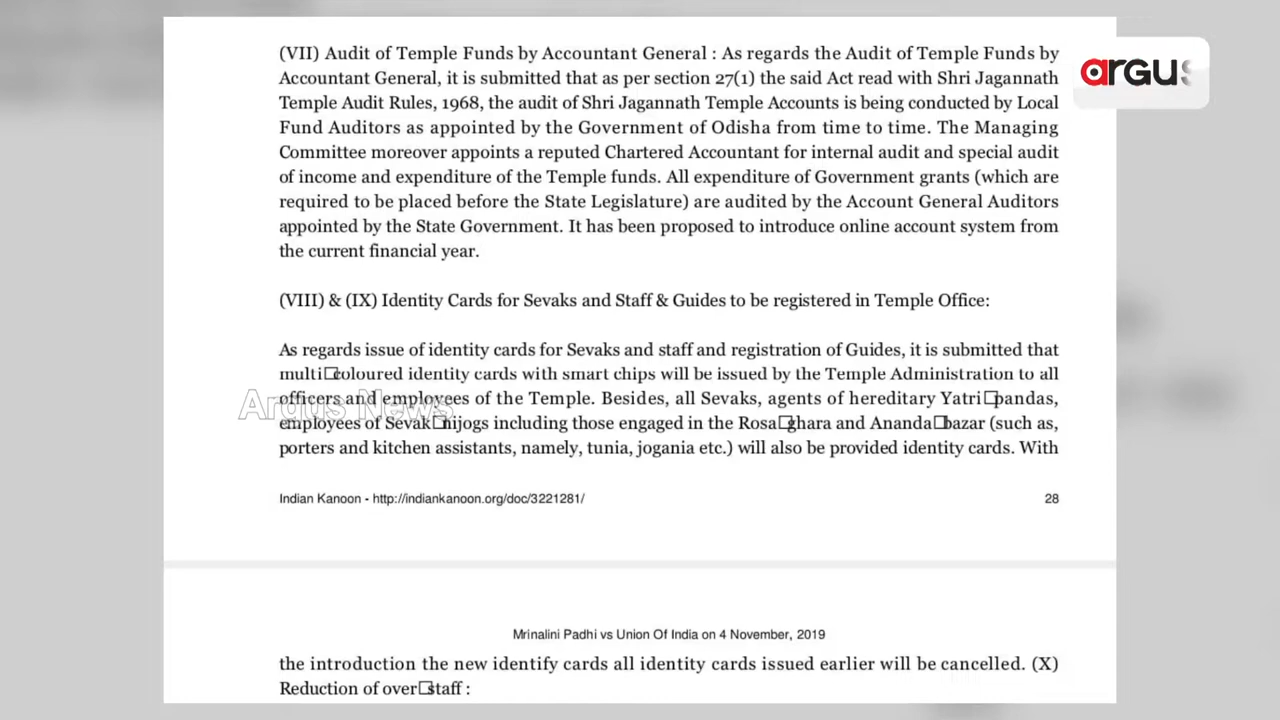 (VII) Audit of Temple Funds by Accountant General : As regards the Audit of Temple Funds by
Accountant General, it is submitted that as per section 27(1) the said Act read with Shri Jagannath
Temple Audit Rules, 1968, the audit of Shri Jagannath Temple Accounts is being conducted by Local
Fund Auditors as appointed by the Government of Odisha from time to time. The Managing
Committee moreover appoints a reputed Chartered Accountant for internal audit and special audit
of income and expenditure of the Temple funds. All expenditure of Government grants (which are
required to be placed before the State Legislature) are audited by the Account General Auditors
appointed by the State Government. It has been proposed to introduce online account system from
the current financial year.
(VIII) & (IX) Identity Cards for Sevaks and Staff & Guides to be registered in Temple Office:
As regards issue of identity cards for Sevaks and staff and registration of Guides, it is submitted that
multi□coloured identity cards with smart chips will be issued by the Temple Administration to all
officers and employees of the Temple. Besides, all Sevaks, agents of hereditary Yatri□pandas,
employees of Sevak□nijogs including those engaged in the Rosa□ghara and Ananda□bazar (such as,
porters and kitchen assistants, namely, tunia, jogania etc.) will also be provided identity cards. With
Indian Kanoon - http://indiankanoon.org/doc/3221281/ 28
Mrinalini Padhi vs Union Of India on 4 November, 2019
the introduction the new identify cards all identity cards issued earlier will be cancelled. (X)
Reduction of over□staff :
argus
Argus News